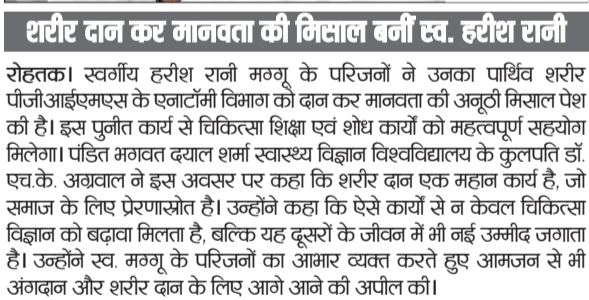 शरीर दान कर मानवता की मिसाल बनीं स्व. हरीश रानी
रोहतक। स्वर्गीय हरीश रानी मग्गू के परिजनों ने उनका पार्थिव शरीर
पीजीआईएमएस के एनाटॉमी विभाग को दान कर मानवता की अनूठी मिसाल पेश
की है। इस पुनीत कार्य से चिकित्सा शिक्षा एवं शोध कार्यों को महत्वपूर्ण सहयोग
मिलेगा। पंडित भगवत दयाल शर्मा स्वास्थ्य विज्ञान विश्वविद्यालय के कुलपति डॉ.
एच.के. अग्रवाल ने इस अवसर पर कहा कि शरीर दान एक महान कार्य है, जो
समाज के लिए प्रेरणास्रोत है। उन्होंने कहा कि ऐसे कार्यों से न केवल चिकित्सा
विज्ञान को बढ़ावा मिलता है, बल्कि यह दूसरों के जीवन में भी नई उम्मीद जगाता
है। उन्होंने स्व. मग्गू के परिजनों का आभार व्यक्त करते हुए आमजन से भी
अंगदान और शरीर दान के लिए आगे आने की अपील की।